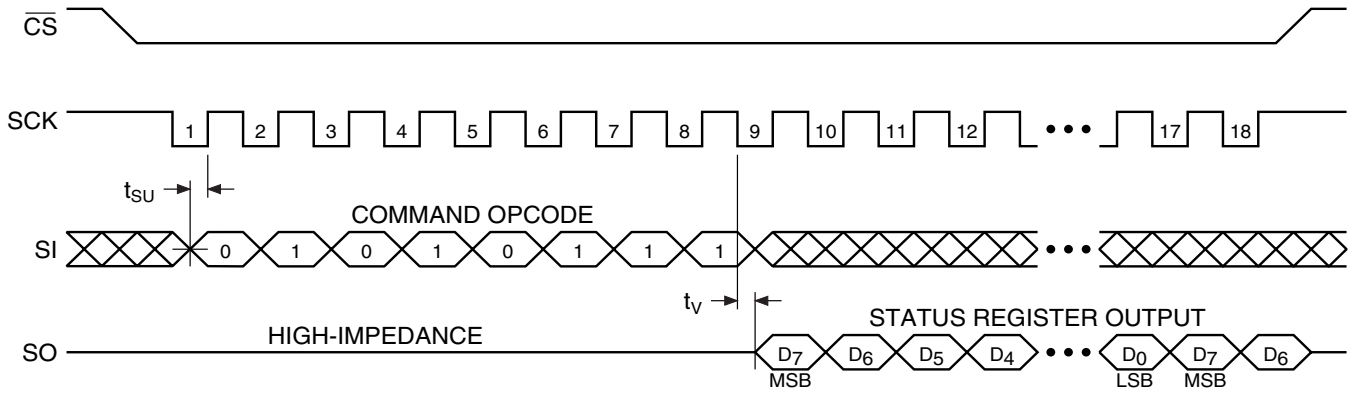 CS
SCK 1 2 3 4 5 6 7 8 9 10 11 12 • • • 17 18
tSU
COMMAND OPCODE
SI 0 1 0 1 0 1 1 1 • • •
tV
HIGH-IMPEDANCE
STATUS REGISTER OUTPUT
SO D7 D6 D5 D4 • • • D0 D7 D6
MSB LSB MSB